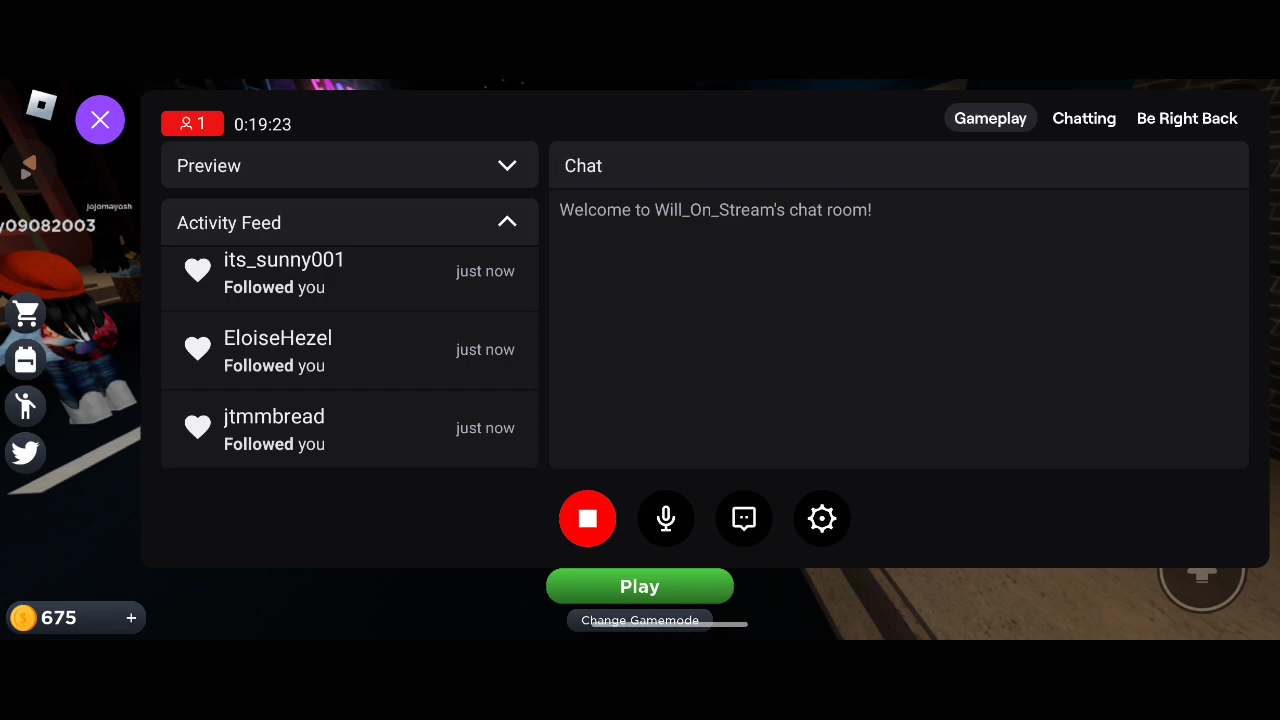 1 0:19:23
Gameplay Chatting Be Right Back
Preview
Chat
jojomayosh
y09082003
Activity Feed
Welcome to Will_On_Stream's chat room!
its_sunny001
just now
Followed you
EloiseHezel
just now
Followed you
jtmmbread
just now
Followed you
Play
675 +
Change Gamemode